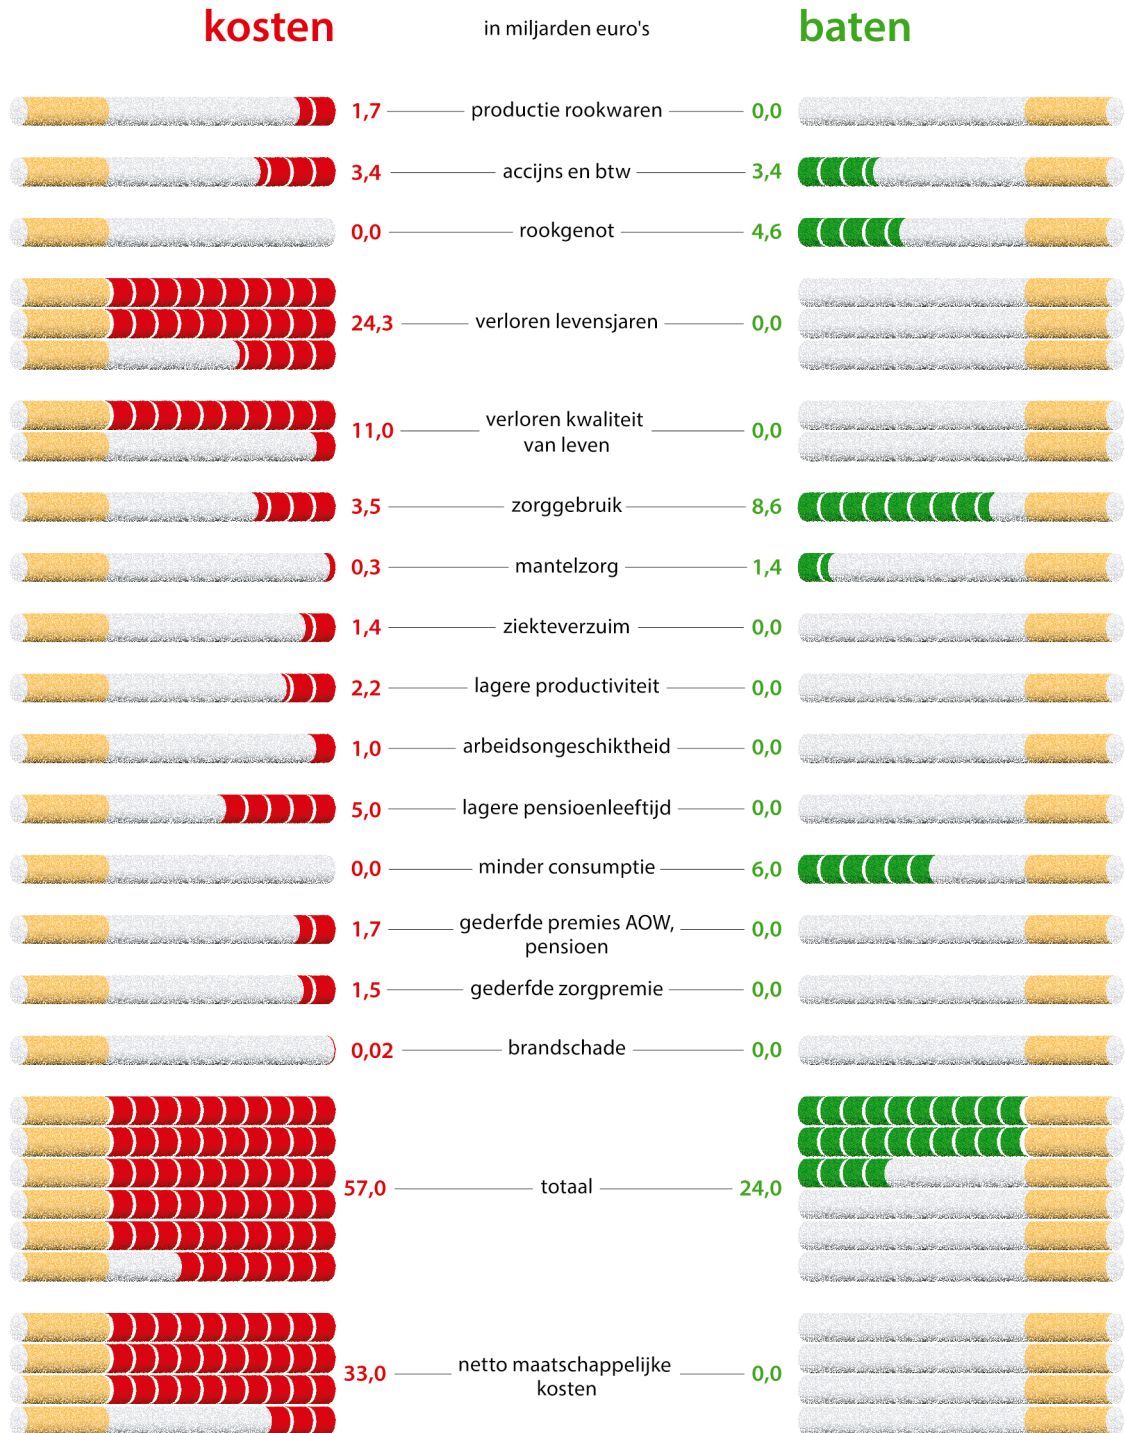 kosten in miljarden euro's baten
1,7 productie rookwaren 0,0
3,4 accijns en btw 3,4
0,0 rookgenot 4,6
24,3 verloren levensjaren 0,0
11,0 verloren kwaliteit 0,0
van leven
3,5 zorggebruik 8,6
0,3 mantelzorg 1,4
1,4 ziekteverzuim 0,0
2,2 lagere productiviteit 0,0
1,0 arbeidsongeschiktheid 0,0
5,0 lagere pensioenleeftijd 0,0
0,0 minder consumptie 6,0
1,7 gederfde premies AOW, 0,0
pensioen
1,5 gederfde zorgpremie 0,0
0,02 brandschade 0,0
57,0 totaal 24,0
33,0 netto maatschappelijke 0,0
kosten